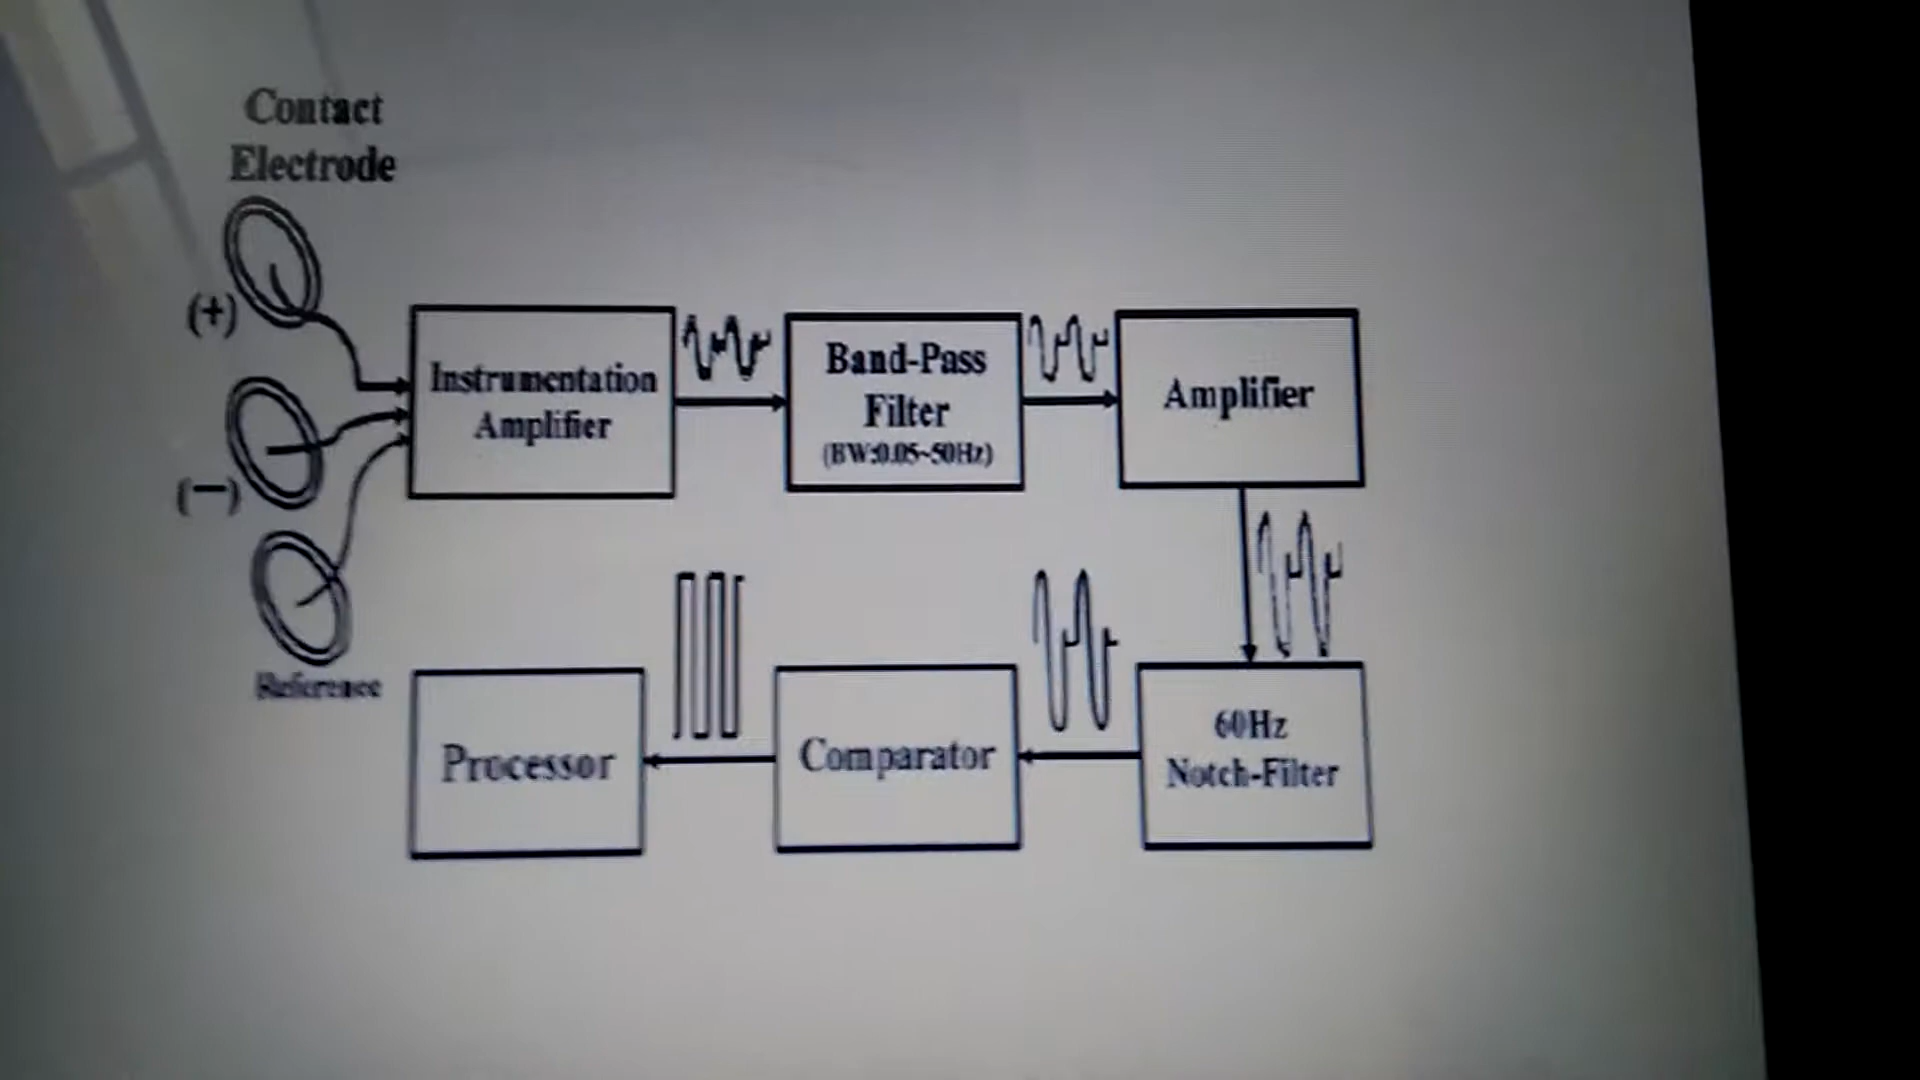 Contact
Electrode
(+)
(−)
Reference
Instrumentation
Amplifier
Band-Pass
Filter
(BW:0.05~50Hz)
Amplifier
60Hz
Notch-Filter
Comparator
Processor